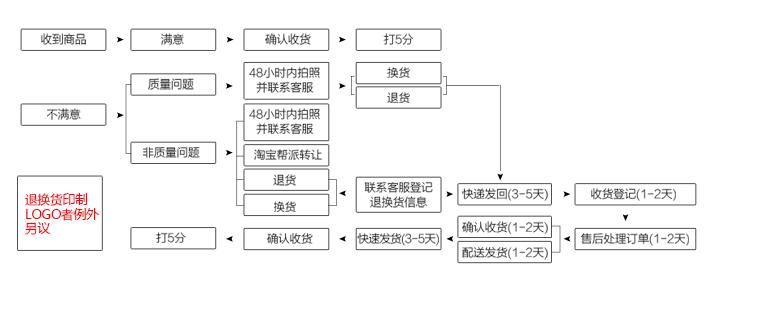 收到商品
满意
确认收货
打5分
质量问题
48小时内拍照
并联系客服
换货
退货
不满意
48小时内拍照
并联系客服
非质量问题
淘宝帮派转让
退货
换货
联系客服登记
退换货信息
快递发回(3-5天)
收货登记(1-2天)
退换货印制
LOGO者例外
另议
打5分
确认收货
快速发货(3-5天)
确认收货(1-2天)
配送发货(1-2天)
售后处理订单(1-2天)